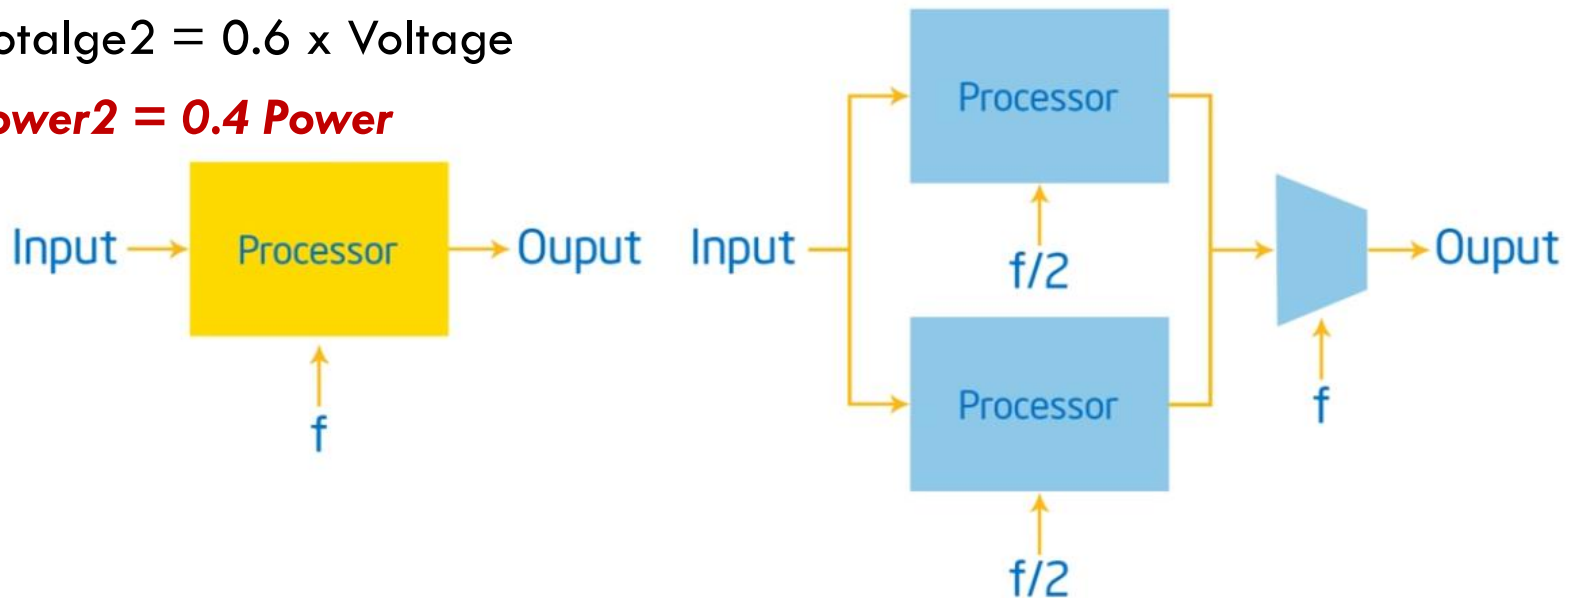 otalge2 = 0.6 x Voltage
ower2 = 0.4 Power
Processor
Input
Ouput
f
Processor
f/2
Input
Ouput
Processor
f
f/2